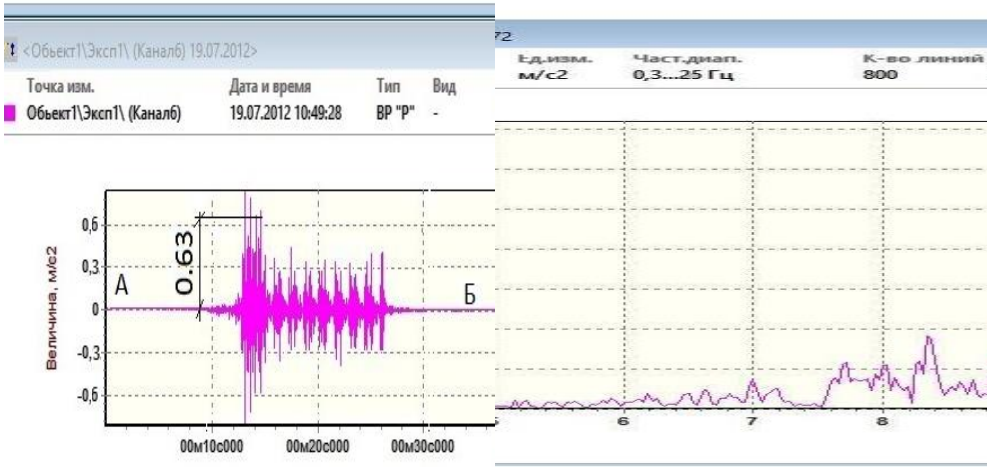 <Обьект1\Эксп1\ (Канал6) 19.07.2012>
Точка изм. Дата и время Тип Вид
Обьект1\Эксп1\ (Канал6) 19.07.2012 10:49:28 ВР "Р" -
Величина, м/с2
0,6
0,3
0
-0,3
-0,6
0.63
А
Б
00м10с000 00м20с000 00м30с000
72
Ед.изм. Част.диап. К-во линий
м/с2 0,3...25 Гц 800
6 7 8